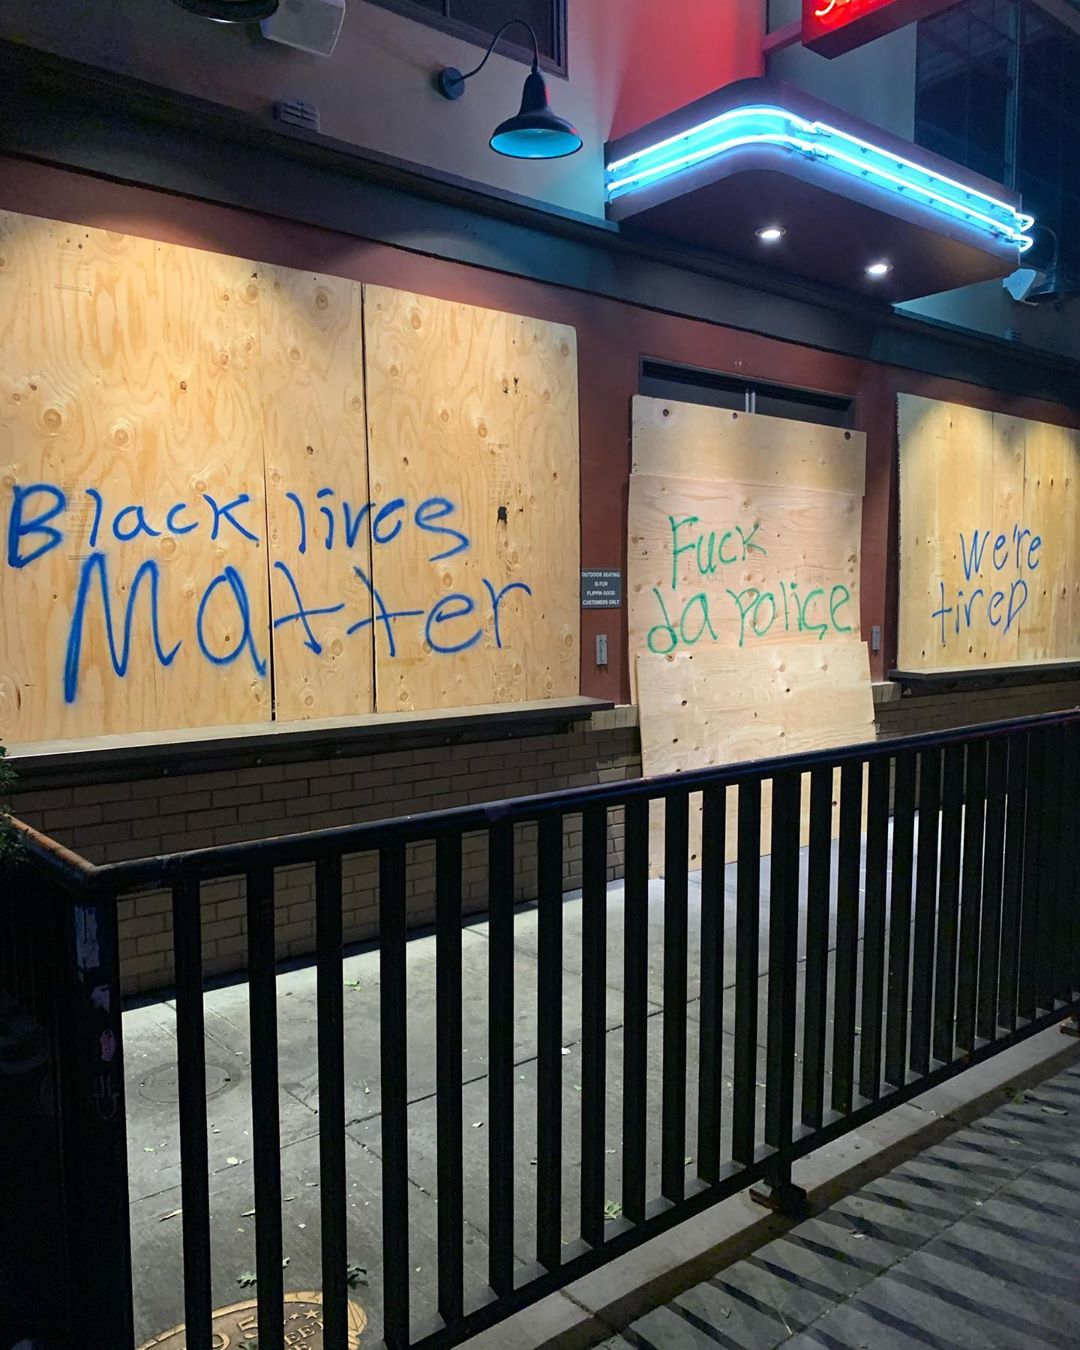 Black lives
Matter
Fuck
da police
We're
tired
OUTDOOR SEATING
IS FOR
FLIPPIN GOOD
CUSTOMERS ONLY